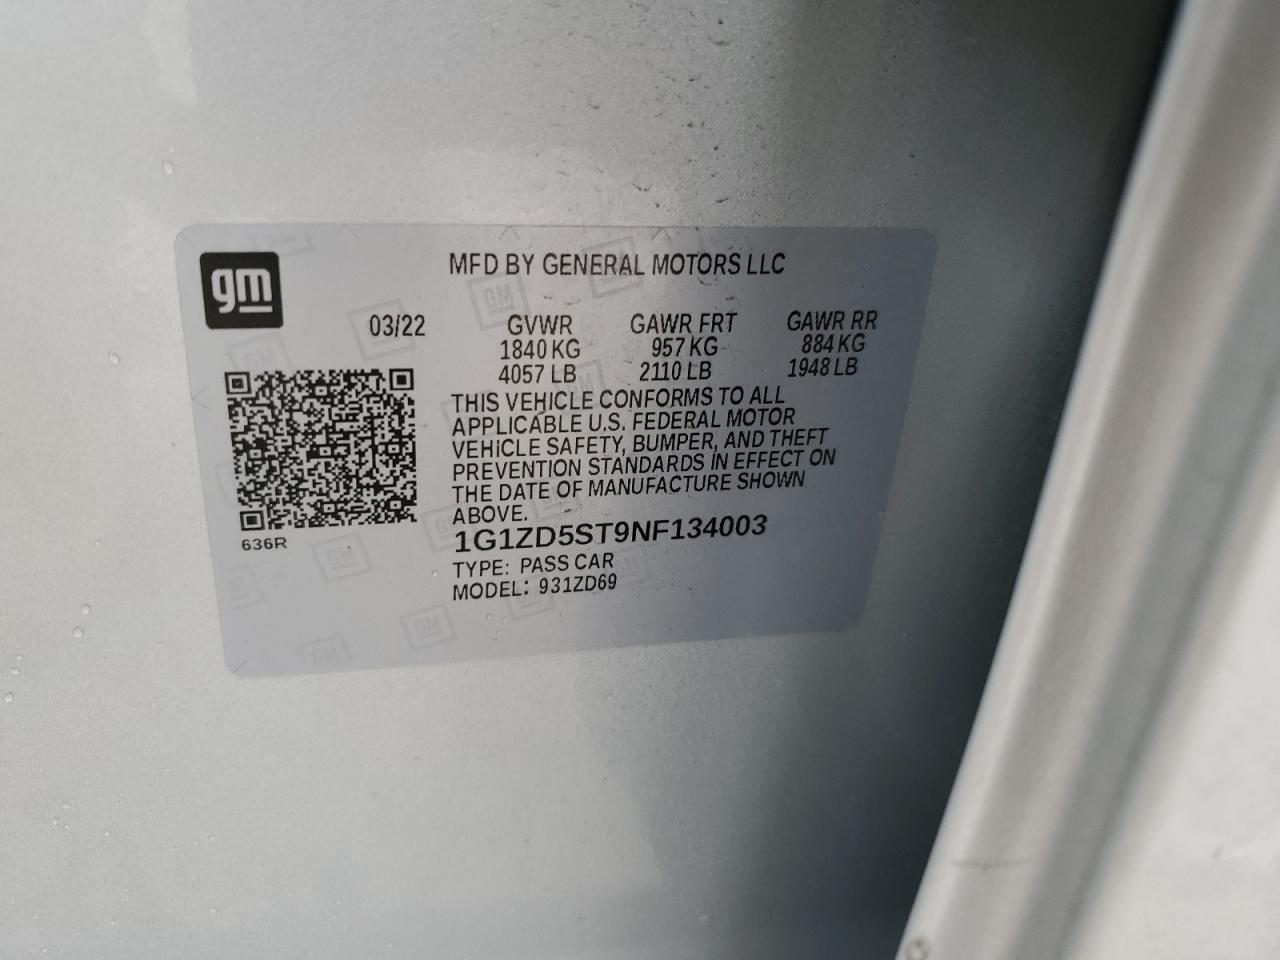 gm
MFD BY GENERAL MOTORS LLC
03/22 GVWR GAWR FRT GAWR RR
1840 KG 957 KG 884 KG
4057 LB 2110 LB 1948 LB
THIS VEHICLE CONFORMS TO ALL
APPLICABLE U.S. FEDERAL MOTOR
VEHICLE SAFETY, BUMPER, AND THEFT
PREVENTION STANDARDS IN EFFECT ON
THE DATE OF MANUFACTURE SHOWN
ABOVE.
636R
1G1ZD5ST9NF134003
TYPE: PASS CAR
MODEL: 931ZD69